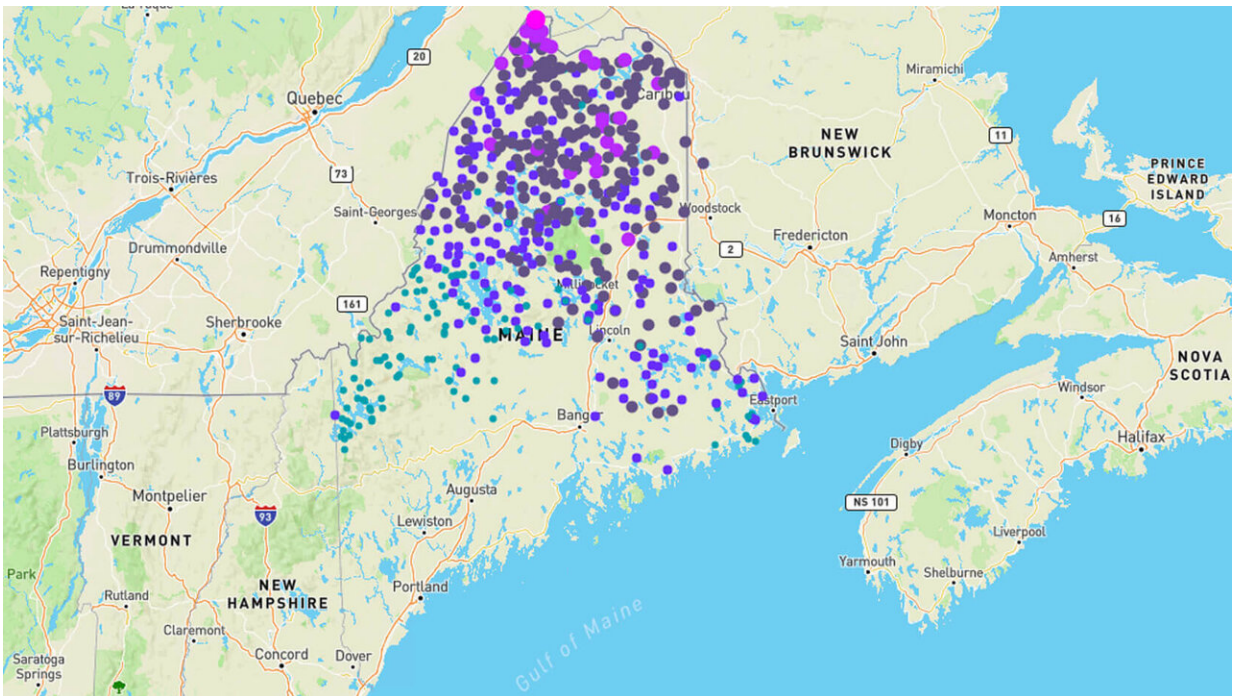 20
Miramichi
Quebec
Caribou
NEW
BRUNSWICK
11
PRINCE
EDWARD
ISLAND
73
Trois-Rivières
Saint-Georges
Woodstock
Moncton
16
Drummondville
Fredericton
2
Amherst
Repentigny
161
Saint-Jean-
sur-Richelieu
Sherbrooke
MAINE
Lincoln
Saint John
NOVA
SCOTIA
89
Windsor
Eastport
Bangor
Plattsburgh
Digby
Halifax
Burlington
Montpelier
Augusta
NS 101
93
Lewiston
VERMONT
Liverpool
Yarmouth
Shelburne
Park
NEW
HAMPSHIRE
Portland
Rutland
Gulf of Maine
Claremont
Concord
Dover
Saratoga
Springs